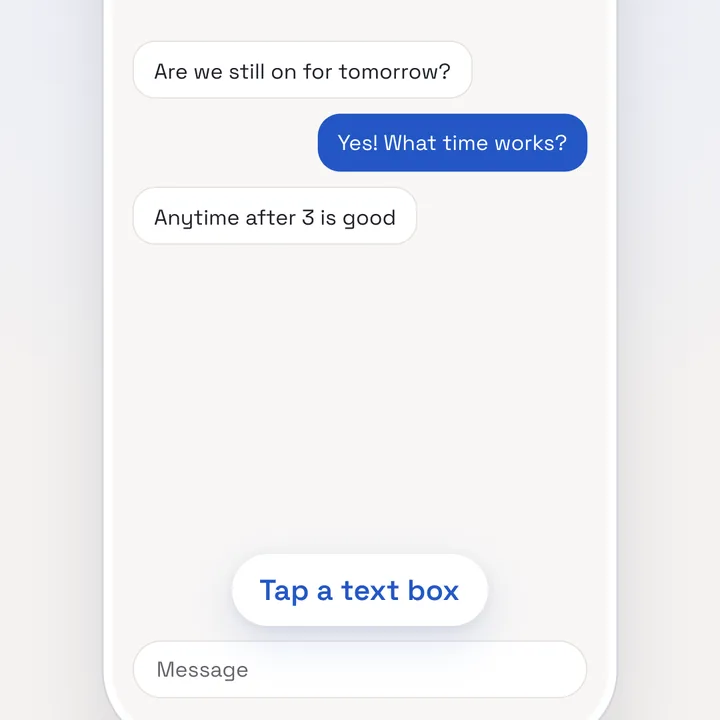 Are we still on for tomorrow?
Yes! What time works?
Anytime after 3 is good
Tap a text box
Message